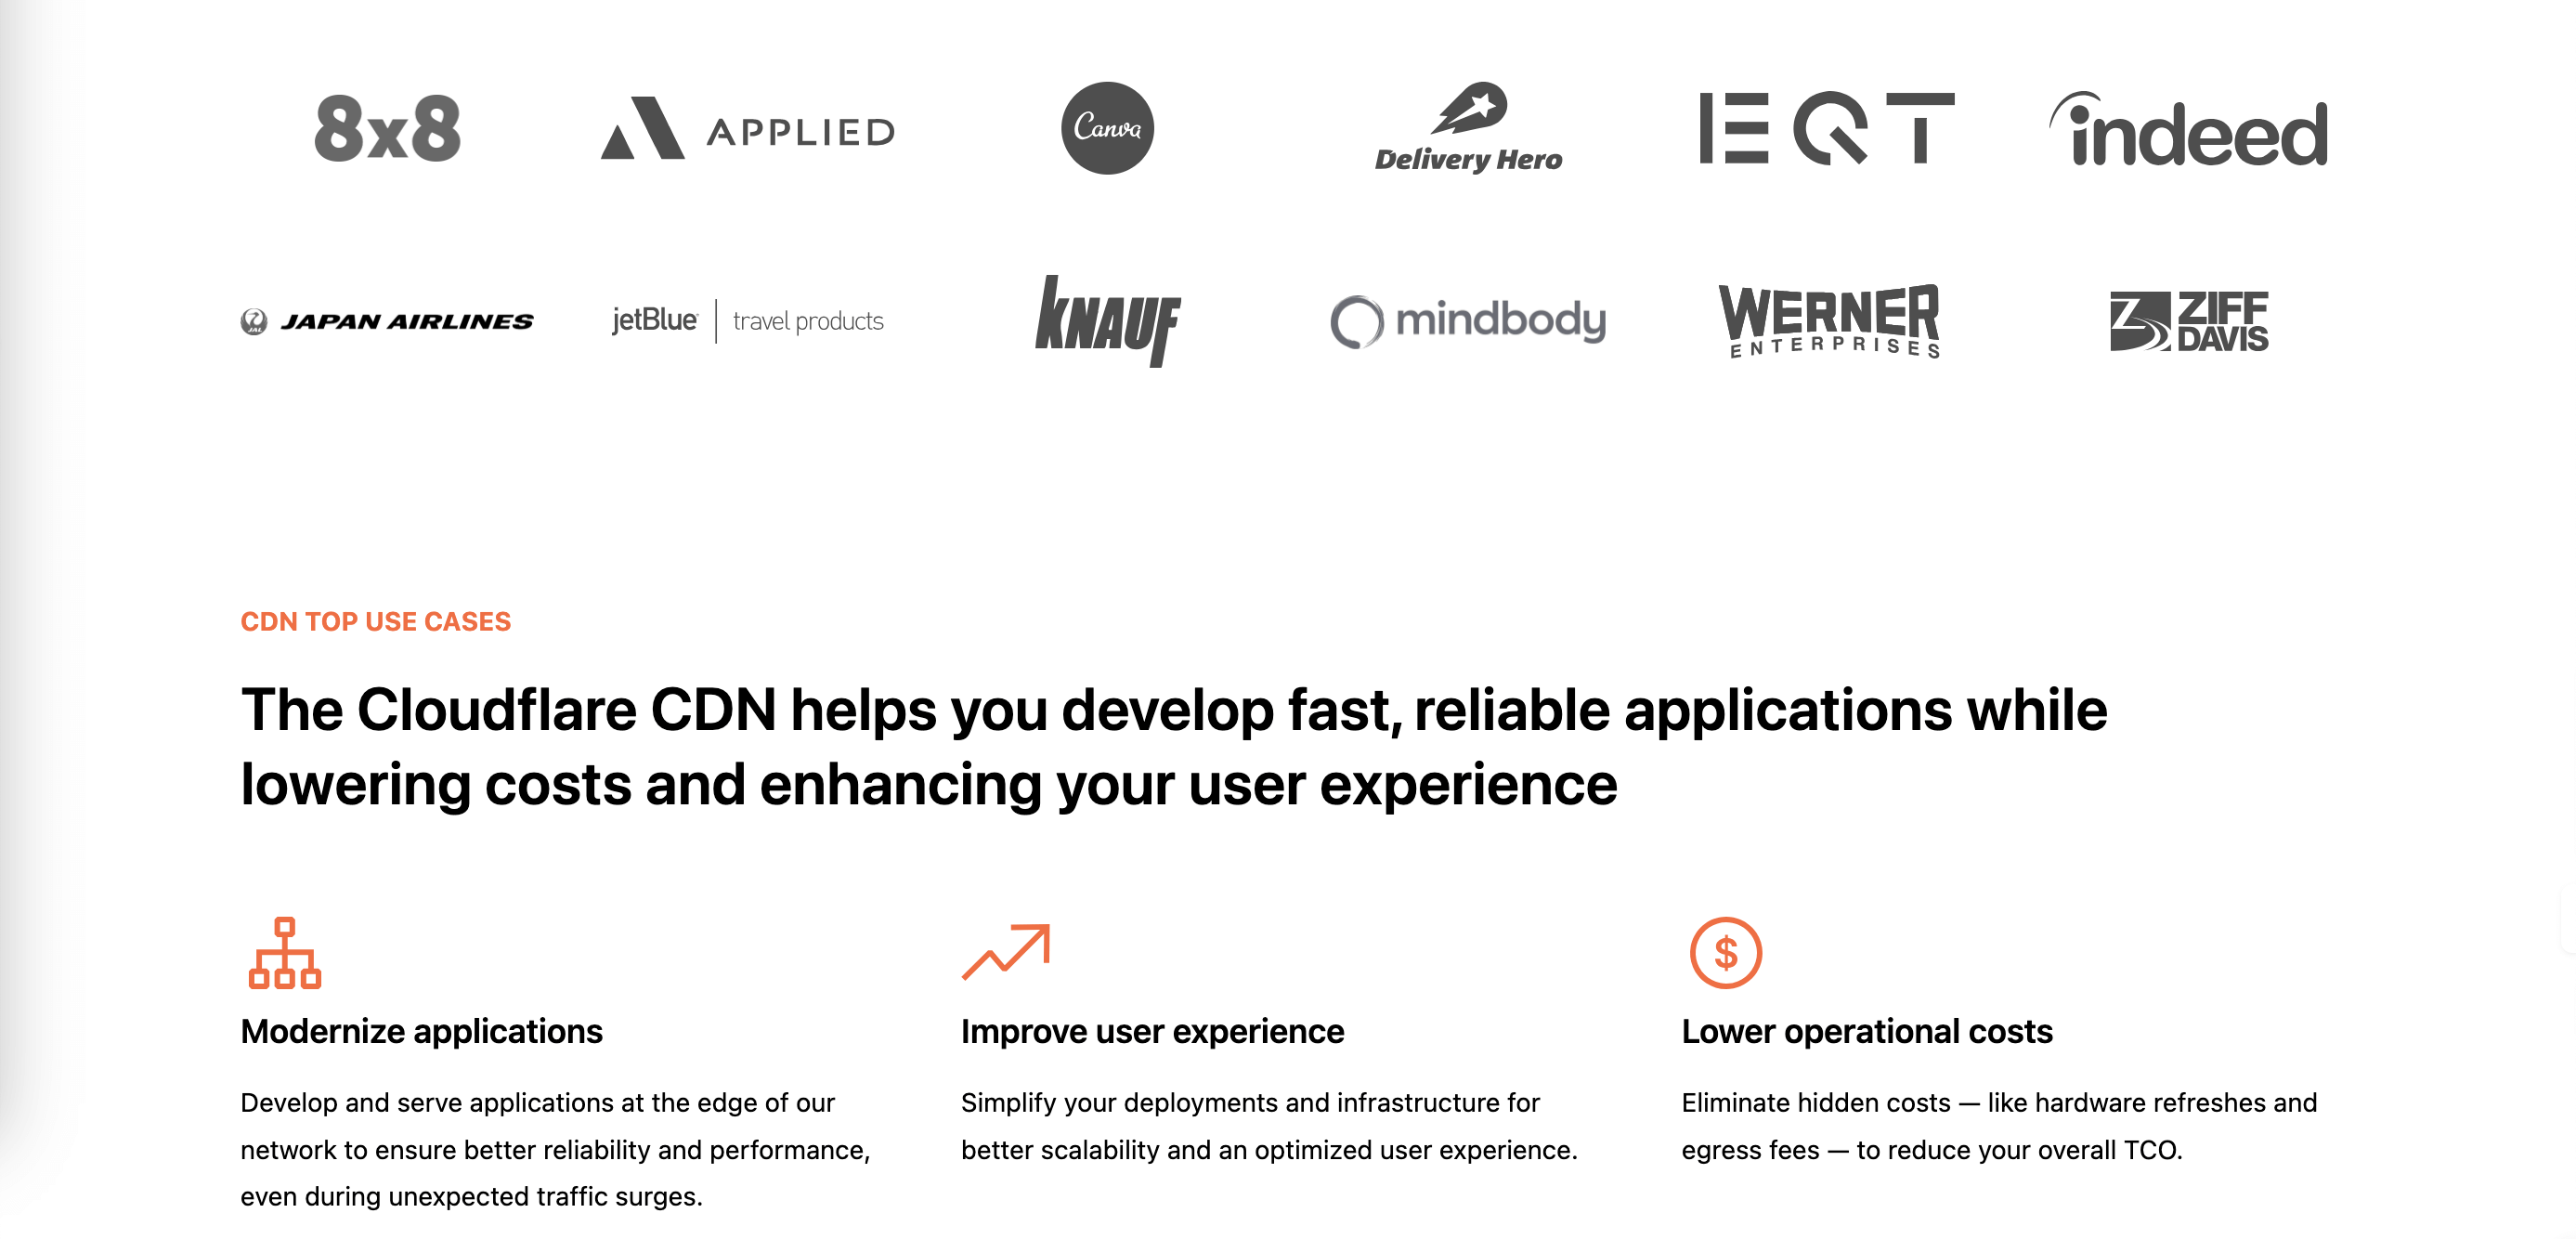 8x8
APPLIED
Canva
Delivery Hero
EQT
indeed
JAL JAPAN AIRLINES
jetBlue | travel products
KNAUF
mindbody
WERNER
ENTERPRISES
Z ZIFF
DAVIS
CDN TOP USE CASES
The Cloudflare CDN helps you develop fast, reliable applications while
lowering costs and enhancing your user experience
Modernize applications
Develop and serve applications at the edge of our
network to ensure better reliability and performance,
even during unexpected traffic surges.
Improve user experience
Simplify your deployments and infrastructure for
better scalability and an optimized user experience.
$
Lower operational costs
Eliminate hidden costs — like hardware refreshes and
egress fees — to reduce your overall TCO.